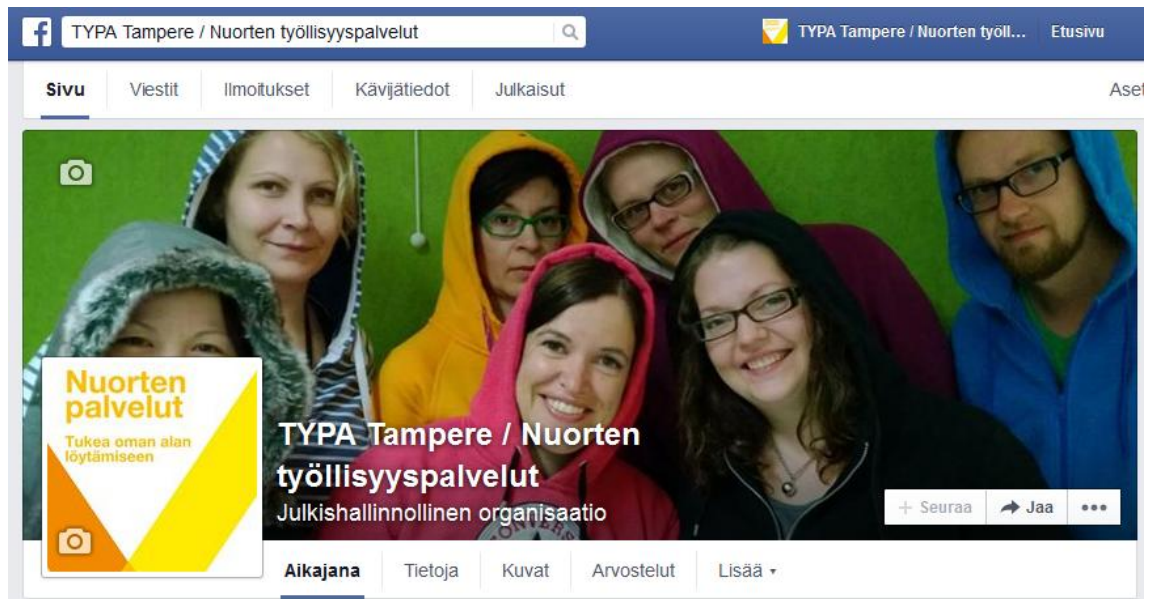 TYPA Tampere / Nuorten työllisyyspalvelut
TYPA Tampere / Nuorten työll... Etusivu
Sivu Viestit Ilmoitukset Kävijätiedot Julkaisut Aset
Nuorten
palvelut
Tukea oman alan
löytämiseen
TYPA Tampere / Nuorten
työllisyyspalvelut
Julkishallinnollinen organisaatio
+ Seuraa Jaa •••
Aikajana Tietoja Kuvat Arvostelut Lisää